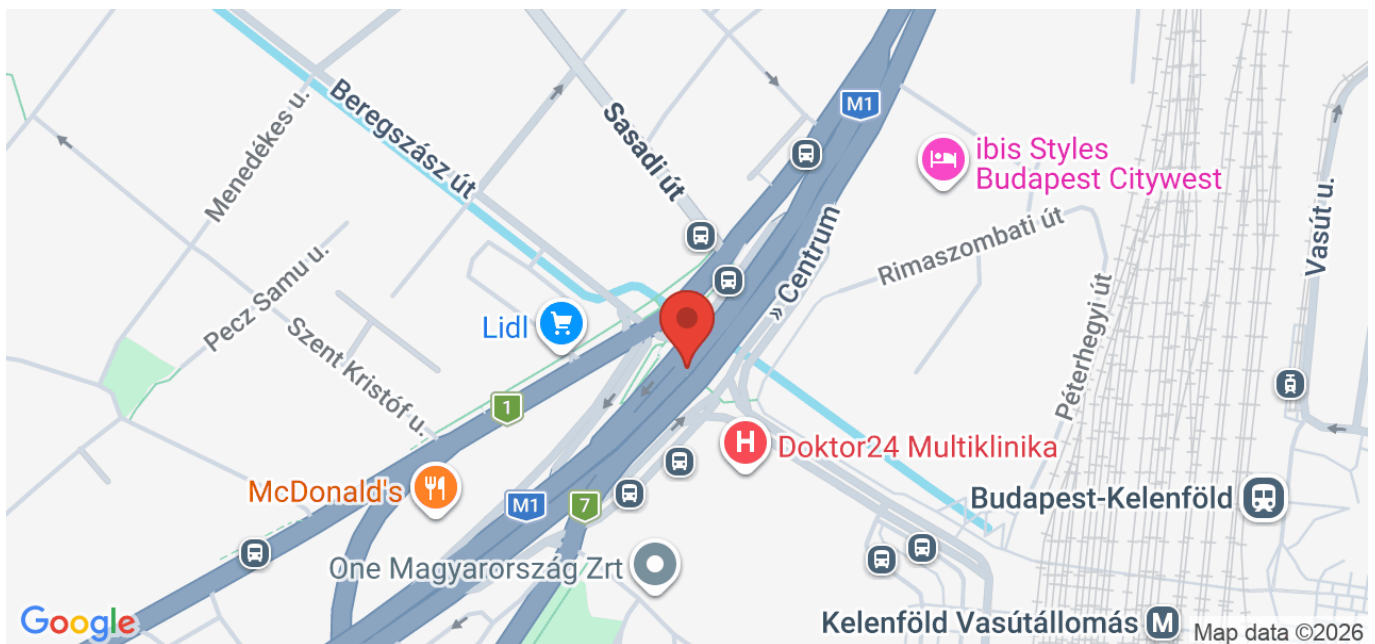 M1
Beregszász út
Sasadi út
Menedékes u.
ibis Styles
Budapest Citywest
Vasút u.
Rimaszombati út
» Centrum
Pecz Samu u.
Lidl
Szent Kristóf u.
Péterhegyi út
1
Doktor24 Multiklinika
McDonald's
M1
7
Budapest-Kelenföld
One Magyarország Zrt
Google
Kelenföld Vasútállomás M
Map data ©2026